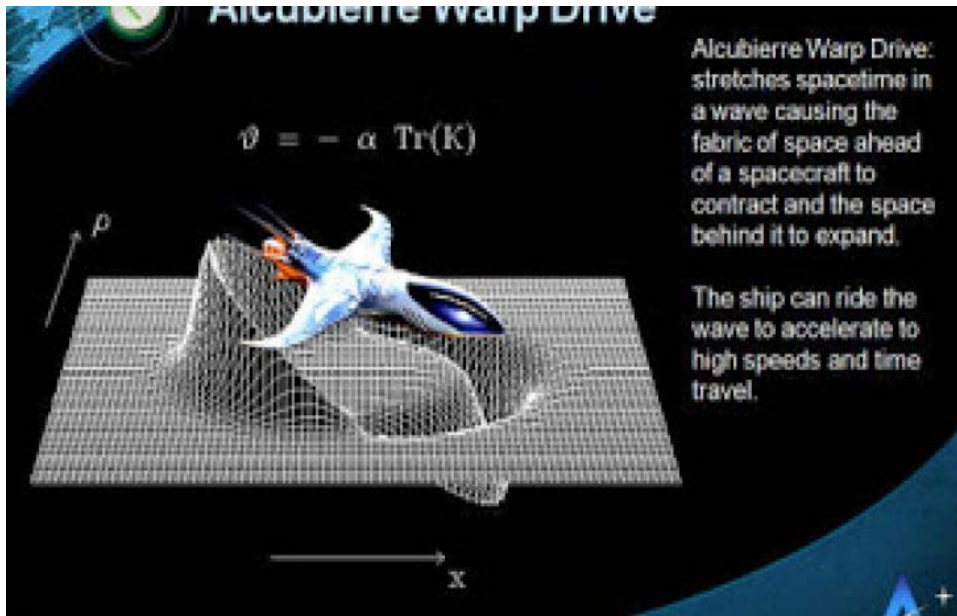 Alcubierre Warp Drive
Alcubierre Warp Drive:
stretches spacetime in
a wave causing the
fabric of space ahead
of a spacecraft to
contract and the space
behind it to expand.
The ship can ride the
wave to accelerate to
high speeds and time
travel.
ϑ = − α Tr(K)
ρ
x